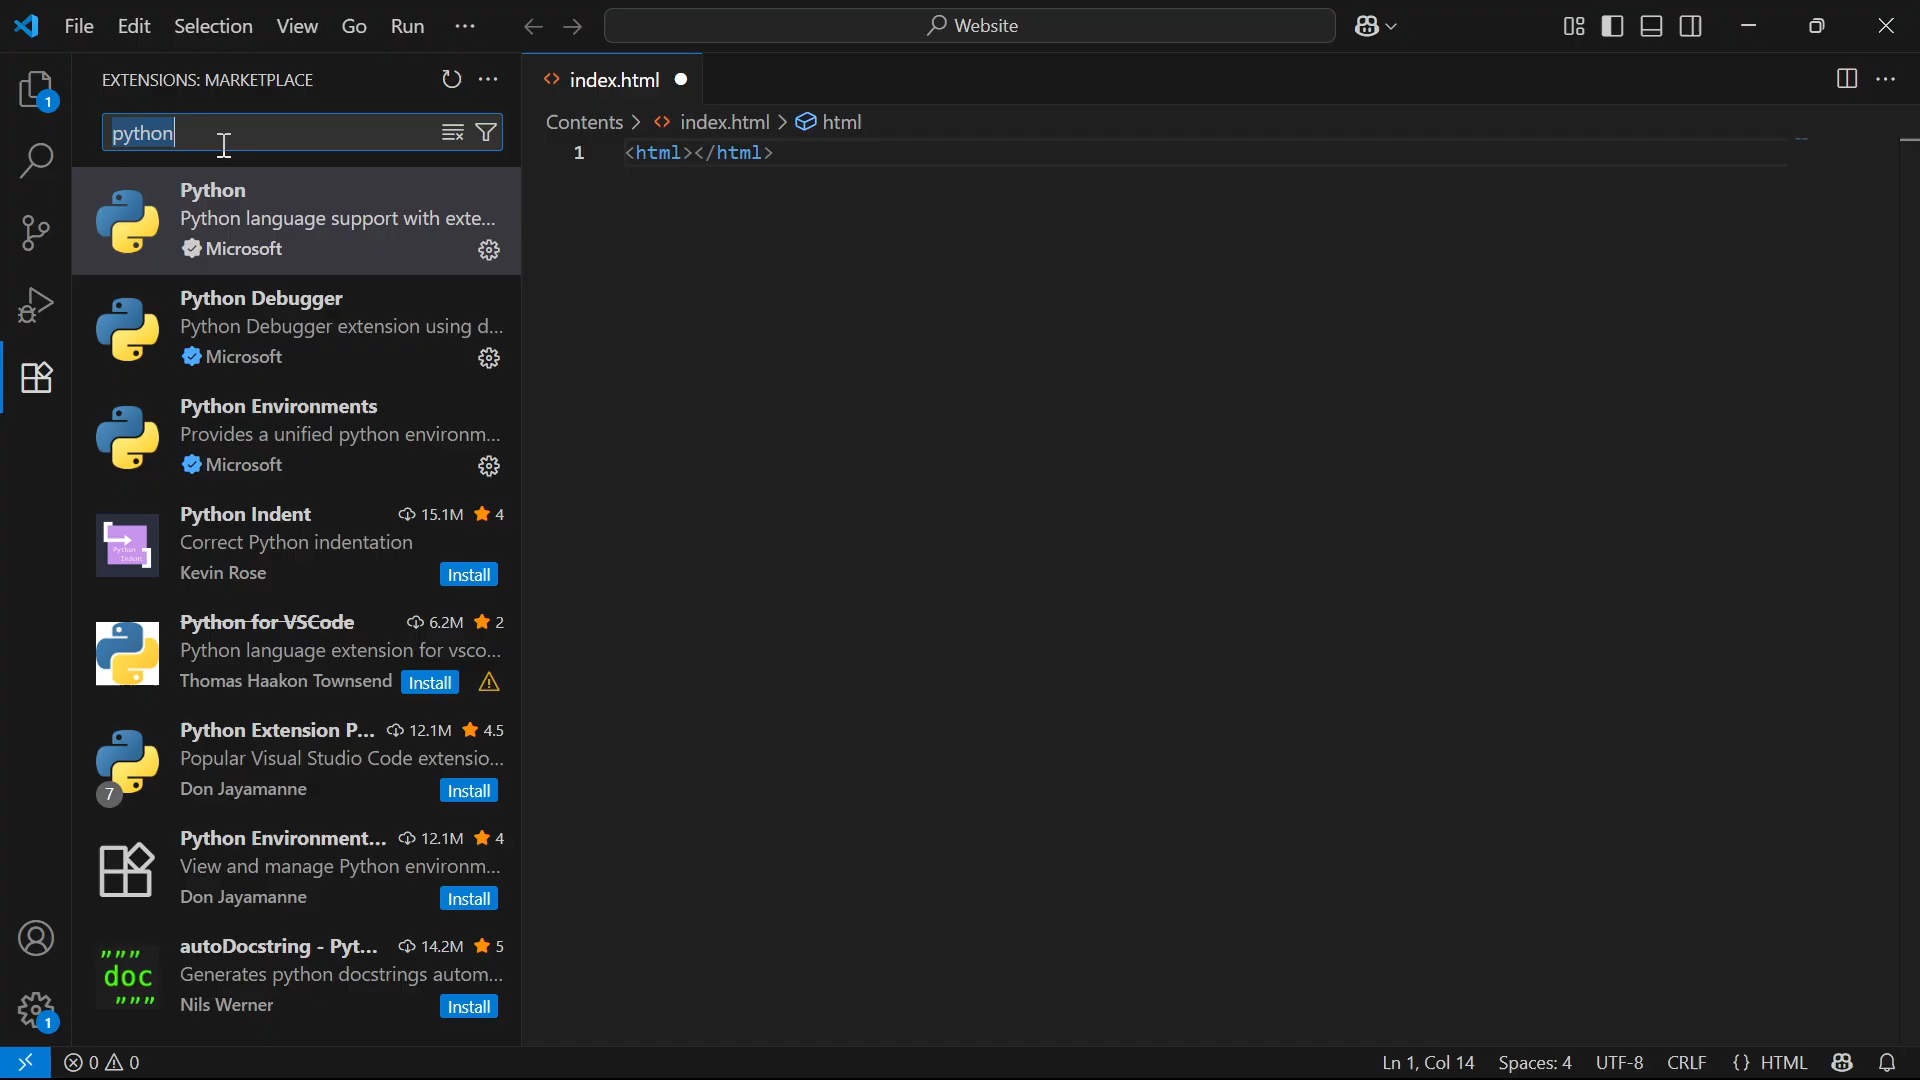 File Edit Selection View Go Run ···
Website
EXTENSIONS: MARKETPLACE
index.html
1
python
Contents > index.html > html
1 <html></html>
Python
Python language support with exte...
Microsoft
Python Debugger
Python Debugger extension using d...
Microsoft
Python Environments
Provides a unified python environm...
Microsoft
Python Indent 15.1M 4
Correct Python indentation
Kevin Rose Install
Python for VSCode 6.2M 2
Python language extension for vsco...
Thomas Haakon Townsend Install
Python Extension P... 12.1M 4.5
Popular Visual Studio Code extensio...
7 Don Jayamanne Install
Python Environment... 12.1M 4
View and manage Python environm...
Don Jayamanne Install
autoDocstring - Pyt... 14.2M 5
Generates python docstrings autom...
Nils Werner Install
""" doc """
1
0 0 Ln 1, Col 14 Spaces: 4 UTF-8 CRLF {} HTML